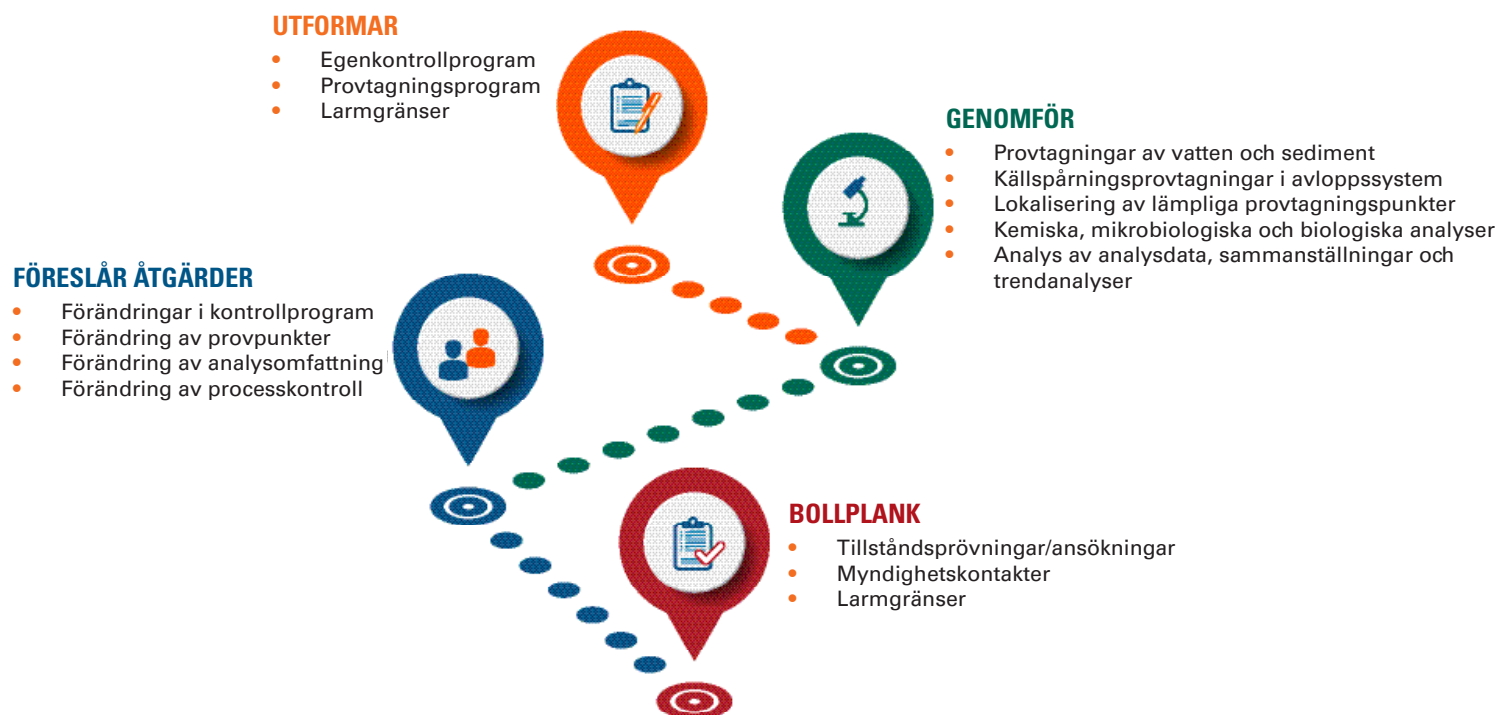 UTFORMAR
• Egenkontrollprogram
• Provtagningsprogram
• Larmgränser
GENOMFÖR
• Provtagningar av vatten och sediment
• Källspårningsprovtagningar i avloppssystem
• Lokalisering av lämpliga provtagningspunkter
• Kemiska, mikrobiologiska och biologiska analyser
• Analys av analysdata, sammanställningar och
trendanalyser
FÖRESLÅR ÅTGÄRDER
• Förändringar i kontrollprogram
• Förändring av provpunkter
• Förändring av analysomfattning
• Förändring av processkontroll
BOLLPLANK
• Tillståndsprövningar/ansökningar
• Myndighetskontakter
• Larmgränser